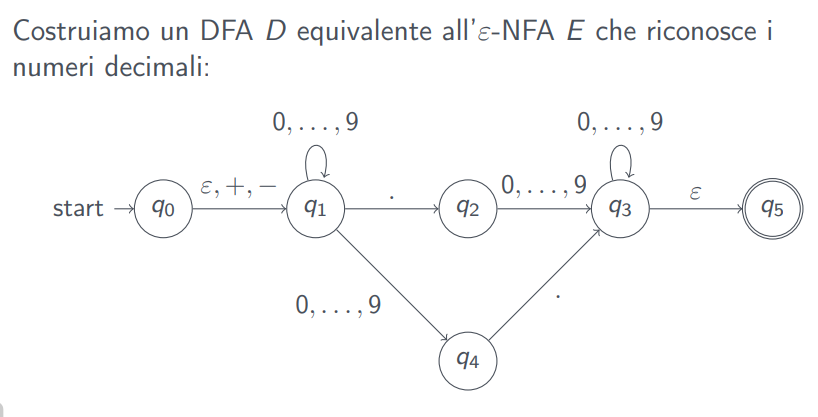 Costruiamo un DFA D equivalente all'ε-NFA E che riconosce i
numeri decimali:
0, . . . , 9
0, . . . , 9
ε, +, −
.
0, . . . , 9
ε
start
q0
q1
q2
q3
q5
0, . . . , 9
.
q4